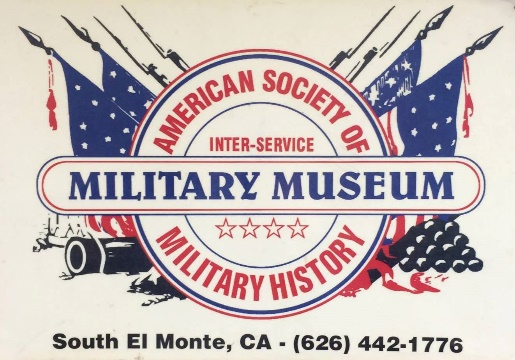 AMERICAN SOCIETY OF
INTER-SERVICE
MILITARY MUSEUM
MILITARY HISTORY
South El Monte, CA - (626) 442-1776